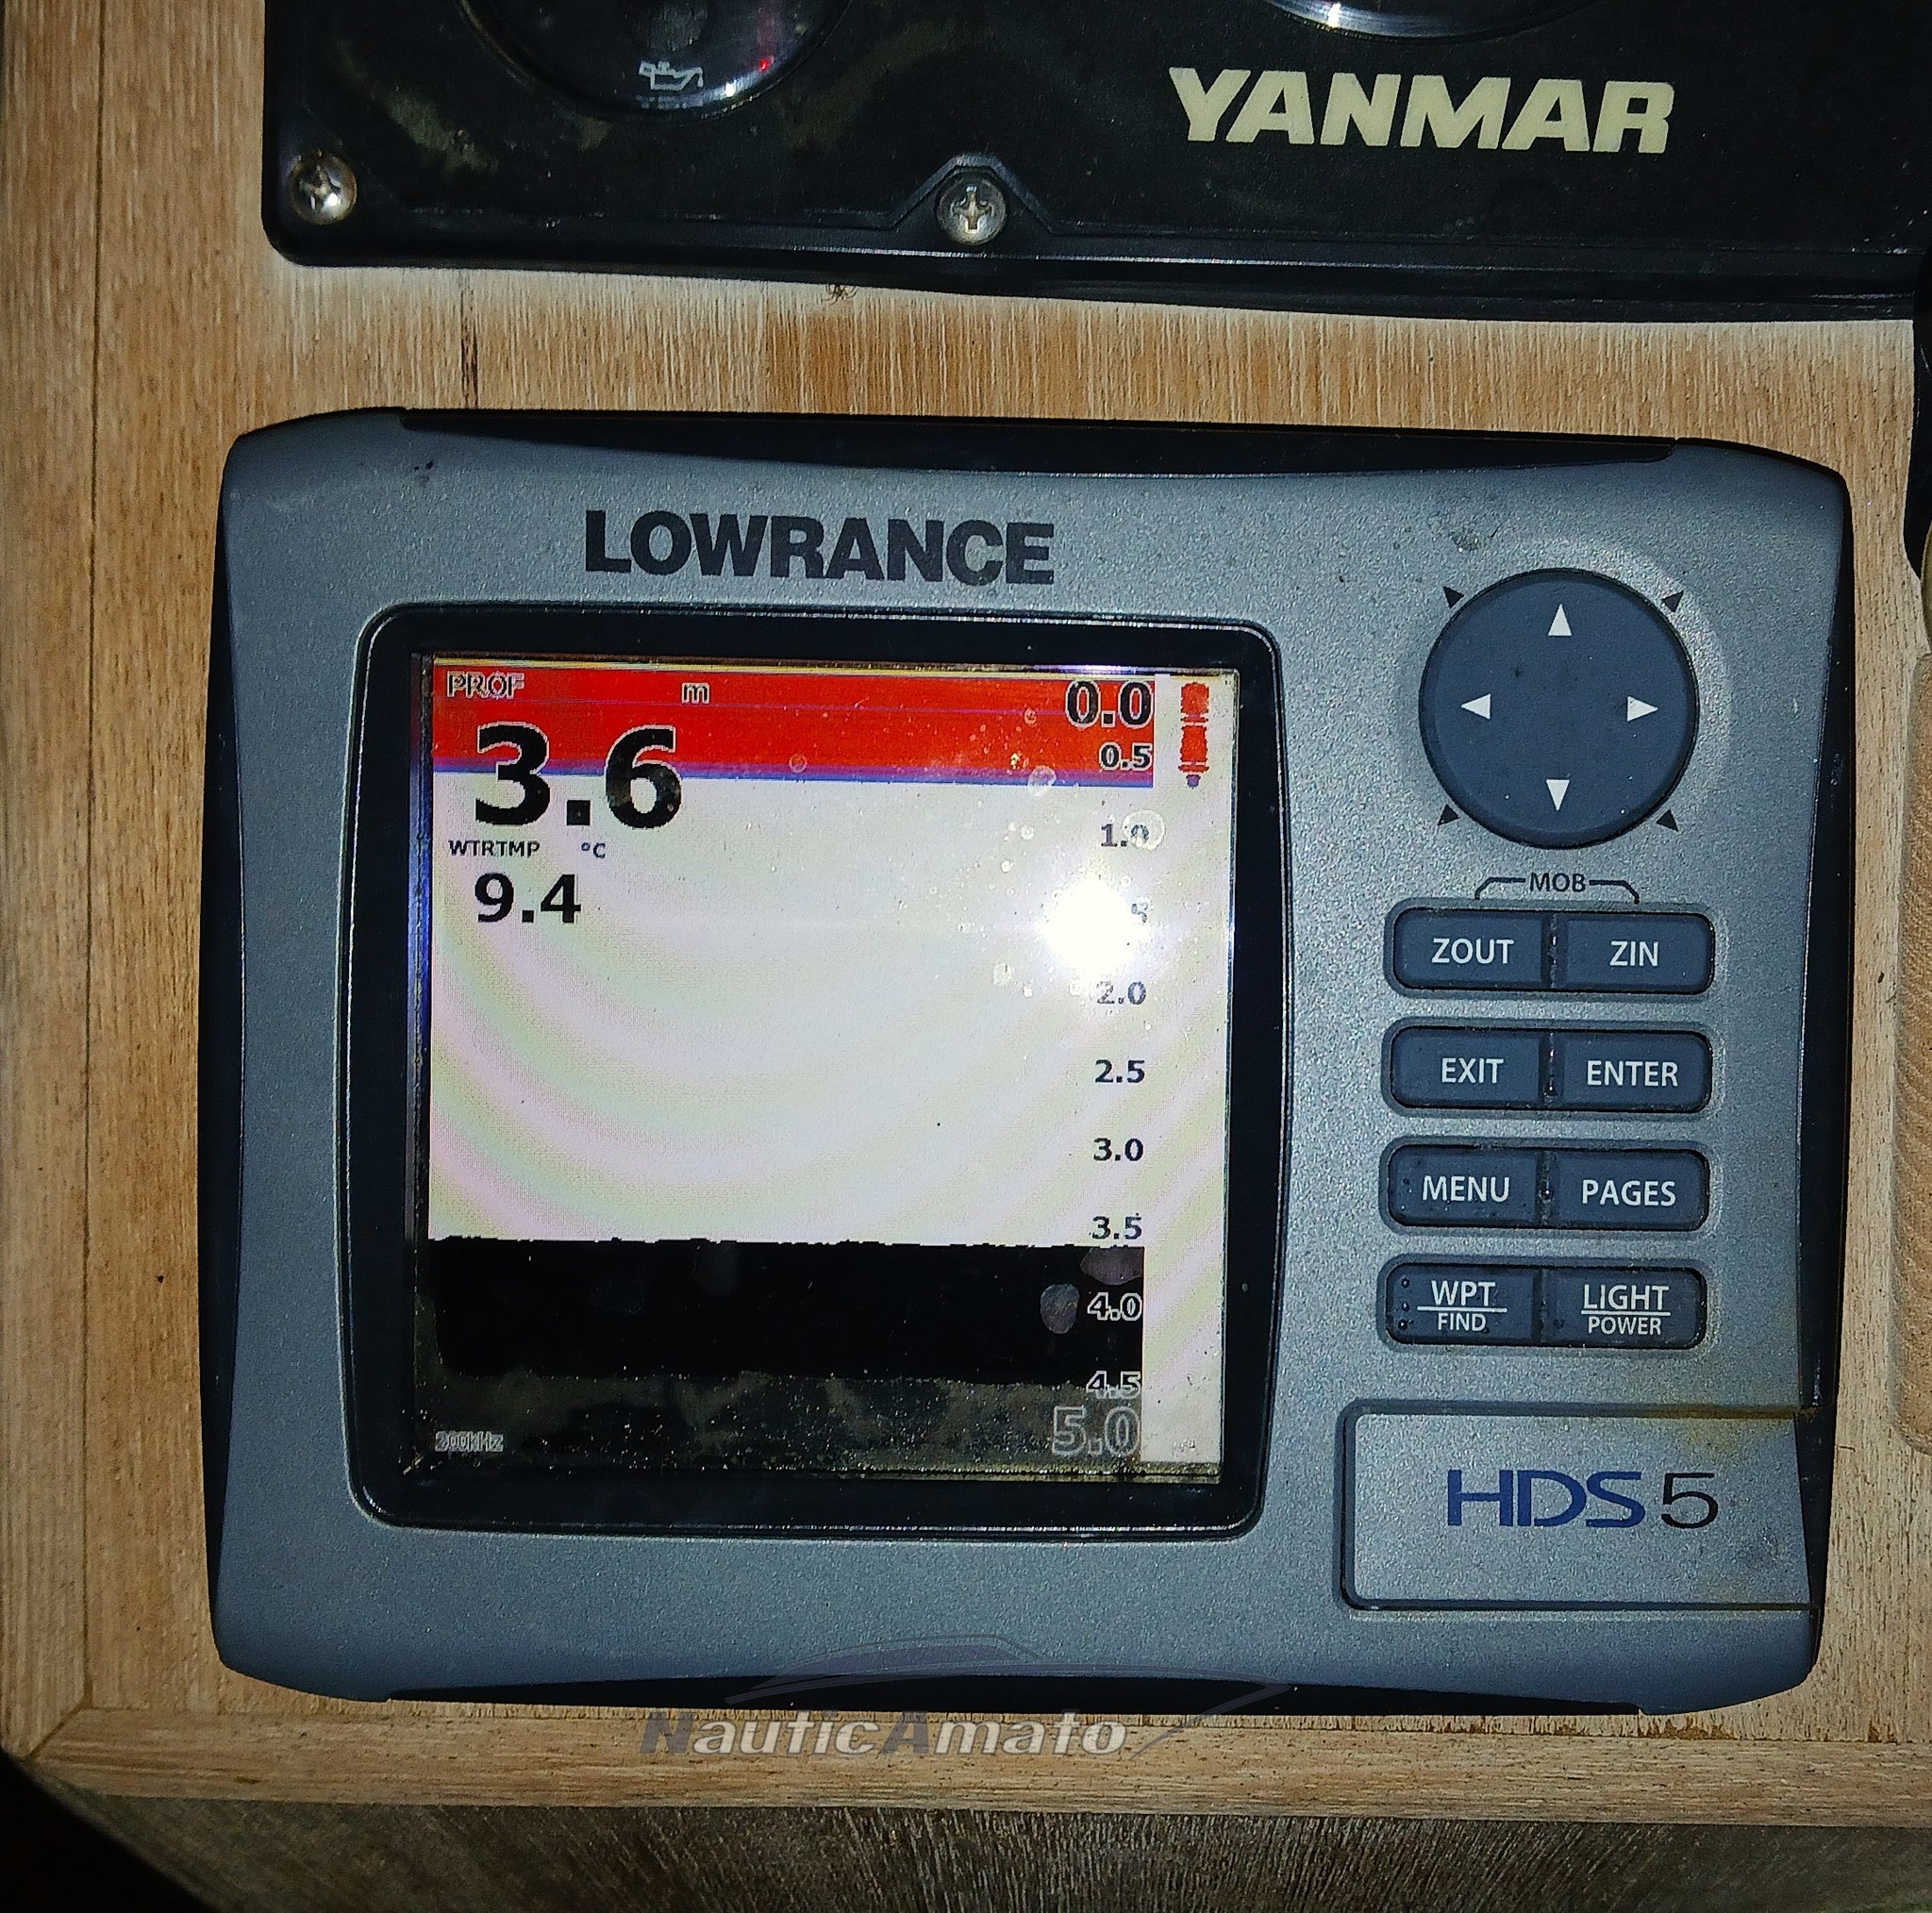 YANMAR
LOWRANCE
PROF m
3.6
WTRTMP °C
9.4
0.0
0.5
1.0
2.0
2.5
3.0
3.5
4.0
4.5
5.0
200kHz
MOB
ZOUT ZIN
EXIT ENTER
MENU PAGES
WPT LIGHT
FIND POWER
HDS5
NauticAmato